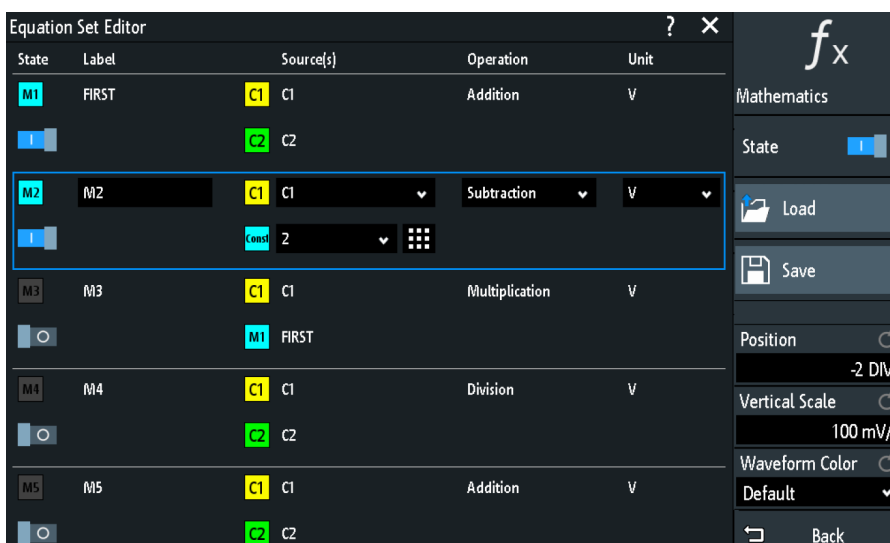 Equation Set Editor ? X
State Label Source(s) Operation Unit
M1 FIRST C1 C1 Addition V
C2 C2
M2 M2 C1 C1 Subtraction V
Const 2
M3 M3 C1 C1 Multiplication V
M1 FIRST
M4 M4 C1 C1 Division V
C2 C2
M5 M5 C1 C1 Addition V
C2 C2
fx
Mathematics
State
Load
Save
Position
-2 DIV
Vertical Scale
100 mV/
Waveform Color
Default
Back